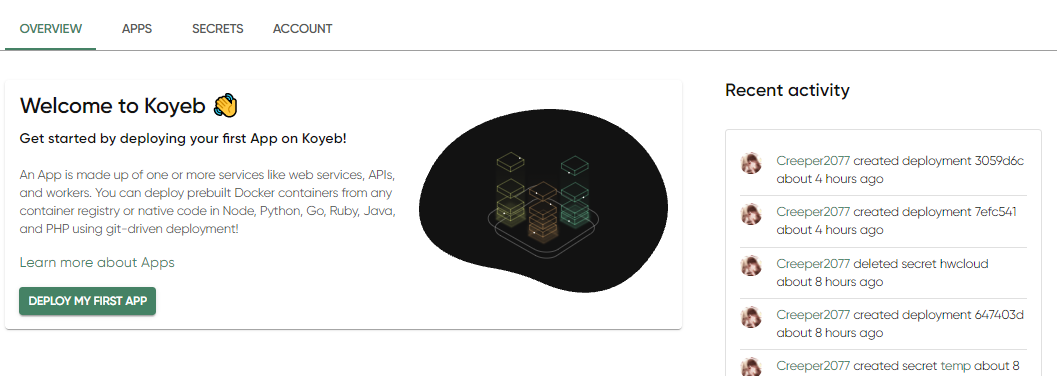 OVERVIEW
APPS
SECRETS
ACCOUNT
Welcome to Koyeb 👋
Get started by deploying your first App on Koyeb!
An App is made up of one or more services like web services, APIs,
and workers. You can deploy prebuilt Docker containers from any
container registry or native code in Node, Python, Go, Ruby, Java,
and PHP using git-driven deployment!
Learn more about Apps
DEPLOY MY FIRST APP
Recent activity
Creeper2077 created deployment 3059d6c
about 4 hours ago
Creeper2077 created deployment 7efc541
about 4 hours ago
Creeper2077 deleted secret hwcloud
about 8 hours ago
Creeper2077 created deployment 647403d
about 8 hours ago
Creeper2077 created secret temp about 8